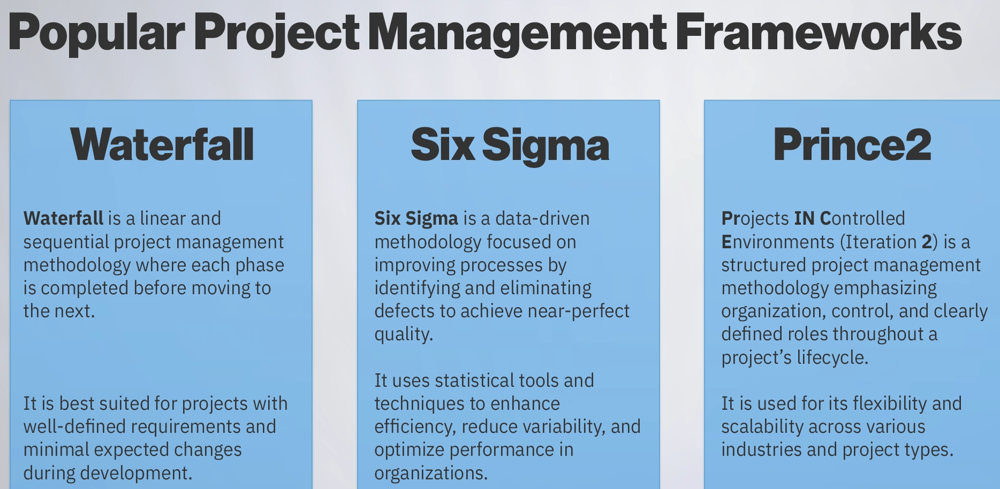 Popular Project Management Frameworks
Waterfall
Waterfall is a linear and
sequential project management
methodology where each phase
is completed before moving to
the next.
It is best suited for projects with
well-defined requirements and
minimal expected changes
during development.
Six Sigma
Six Sigma is a data-driven
methodology focused on
improving processes by
identifying and eliminating
defects to achieve near-perfect
quality.
It uses statistical tools and
techniques to enhance
efficiency, reduce variability, and
optimize performance in
organizations.
Prince2
Projects IN Controlled
Environments (Iteration 2) is a
structured project management
methodology emphasizing
organization, control, and clearly
defined roles throughout a
project’s lifecycle.
It is used for its flexibility and
scalability across various
industries and project types.